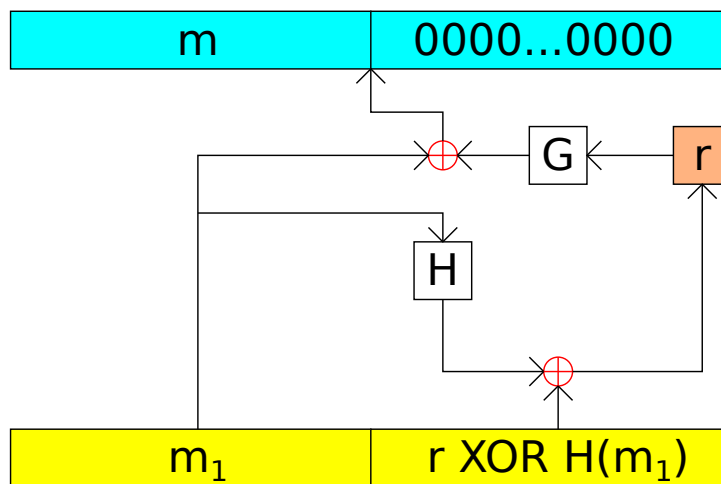 m 0000...0000
G r
H
m₁ r XOR H(m₁)